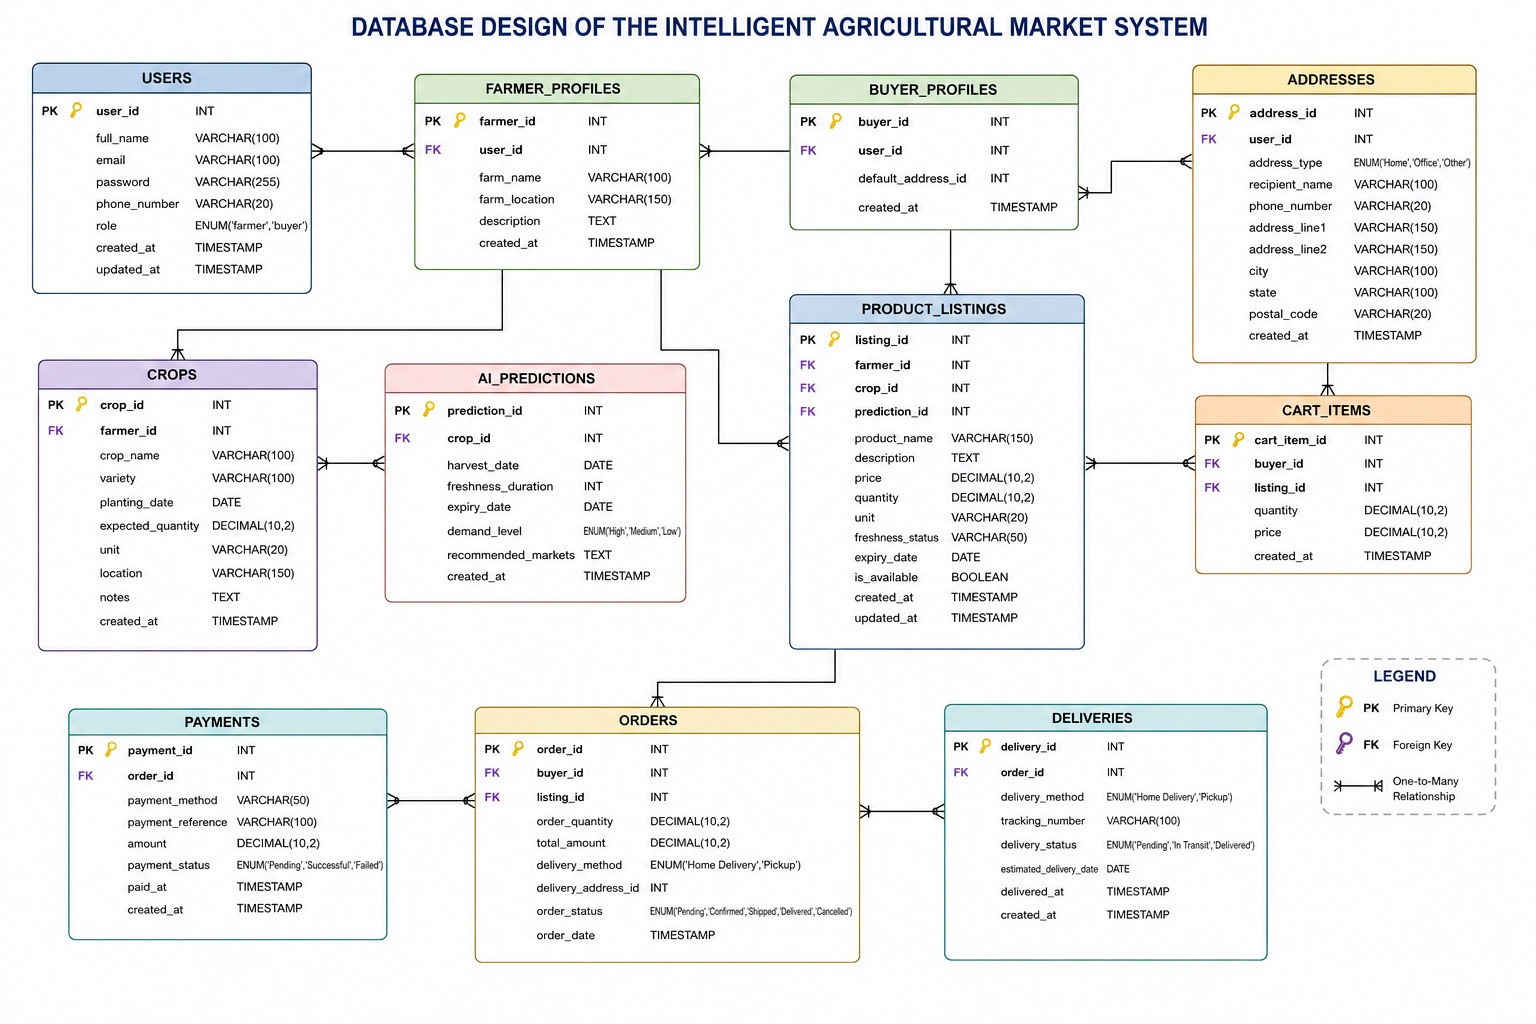 DATABASE DESIGN OF THE INTELLIGENT AGRICULTURAL MARKET SYSTEM
USERS
PK user_id INT
full_name VARCHAR(100)
email VARCHAR(100)
password VARCHAR(255)
phone_number VARCHAR(20)
role ENUM('farmer','buyer')
created_at TIMESTAMP
updated_at TIMESTAMP
FARMER_PROFILES
PK farmer_id INT
FK user_id INT
farm_name VARCHAR(100)
farm_location VARCHAR(150)
description TEXT
created_at TIMESTAMP
BUYER_PROFILES
PK buyer_id INT
FK user_id INT
default_address_id INT
created_at TIMESTAMP
ADDRESSES
PK address_id INT
FK user_id INT
address_type ENUM('Home','Office','Other')
recipient_name VARCHAR(100)
phone_number VARCHAR(20)
address_line1 VARCHAR(150)
address_line2 VARCHAR(150)
city VARCHAR(100)
state VARCHAR(100)
postal_code VARCHAR(20)
created_at TIMESTAMP
CROPS
PK crop_id INT
FK farmer_id INT
crop_name VARCHAR(100)
variety VARCHAR(100)
planting_date DATE
expected_quantity DECIMAL(10,2)
unit VARCHAR(20)
location VARCHAR(150)
notes TEXT
created_at TIMESTAMP
AI_PREDICTIONS
PK prediction_id INT
FK crop_id INT
harvest_date DATE
freshness_duration INT
expiry_date DATE
demand_level ENUM('High','Medium','Low')
recommended_markets TEXT
created_at TIMESTAMP
PRODUCT_LISTINGS
PK listing_id INT
FK farmer_id INT
FK crop_id INT
FK prediction_id INT
product_name VARCHAR(150)
description TEXT
price DECIMAL(10,2)
quantity DECIMAL(10,2)
unit VARCHAR(20)
freshness_status VARCHAR(50)
expiry_date DATE
is_available BOOLEAN
created_at TIMESTAMP
updated_at TIMESTAMP
CART_ITEMS
PK cart_item_id INT
FK buyer_id INT
FK listing_id INT
quantity DECIMAL(10,2)
price DECIMAL(10,2)
created_at TIMESTAMP
PAYMENTS
PK payment_id INT
FK order_id INT
payment_method VARCHAR(50)
payment_reference VARCHAR(100)
amount DECIMAL(10,2)
payment_status ENUM('Pending','Successful','Failed')
paid_at TIMESTAMP
created_at TIMESTAMP
ORDERS
PK order_id INT
FK buyer_id INT
FK listing_id INT
order_quantity DECIMAL(10,2)
total_amount DECIMAL(10,2)
delivery_method ENUM('Home Delivery','Pickup')
delivery_address_id INT
order_status ENUM('Pending','Confirmed','Shipped','Delivered','Cancelled')
order_date TIMESTAMP
DELIVERIES
PK delivery_id INT
FK order_id INT
delivery_method ENUM('Home Delivery','Pickup')
tracking_number VARCHAR(100)
delivery_status ENUM('Pending','In Transit','Delivered')
estimated_delivery_date DATE
delivered_at TIMESTAMP
created_at TIMESTAMP
LEGEND
PK Primary Key
FK Foreign Key
One-to-Many
Relationship